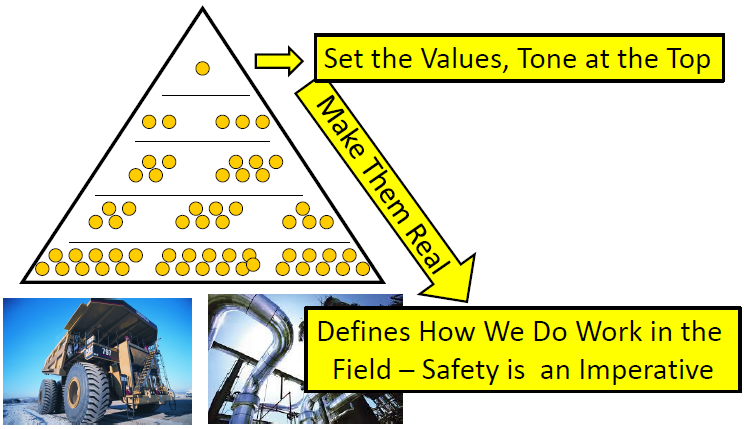 Set the Values, Tone at the Top
Make Them Real
Defines How We Do Work in the
Field – Safety is an Imperative
797